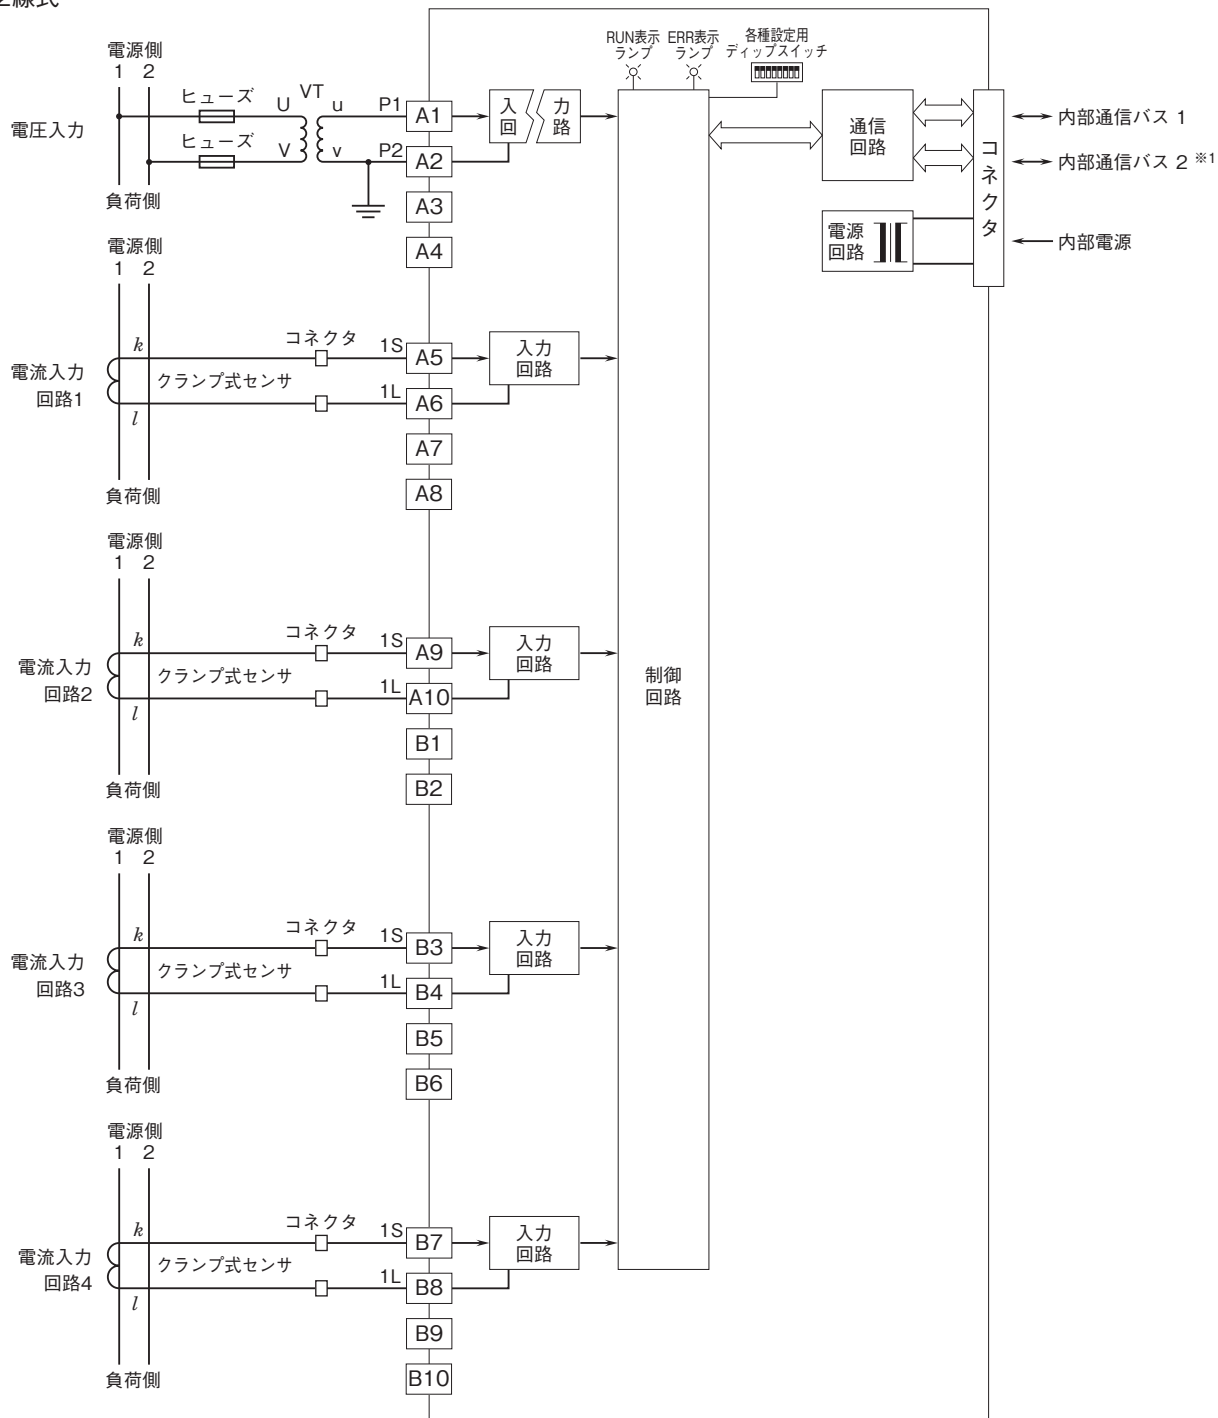 電源側
1 2
電圧入力
ヒューズ
ヒューズ
U VT u
V v
P1
P2
負荷側
A1
A2
A3
A4
入 力
回 路
RUN表示
ランプ
ERR表示
ランプ
各種設定用
ディップスイッチ
通信
回路
電源
回路
コネクタ
内部通信バス 1
内部通信バス 2 ※1
内部電源
制御
回路
電源側
1 2
電流入力
回路1
k
l
コネクタ
クランプ式センサ
1S
1L
A5
A6
A7
A8
入力
回路
負荷側
電源側
1 2
電流入力
回路2
k
l
コネクタ
クランプ式センサ
1S
1L
A9
A10
B1
B2
入力
回路
負荷側
電源側
1 2
電流入力
回路3
k
l
コネクタ
クランプ式センサ
1S
1L
B3
B4
B5
B6
入力
回路
負荷側
電源側
1 2
電流入力
回路4
k
l
コネクタ
クランプ式センサ
1S
1L
B7
B8
B9
B10
入力
回路
負荷側